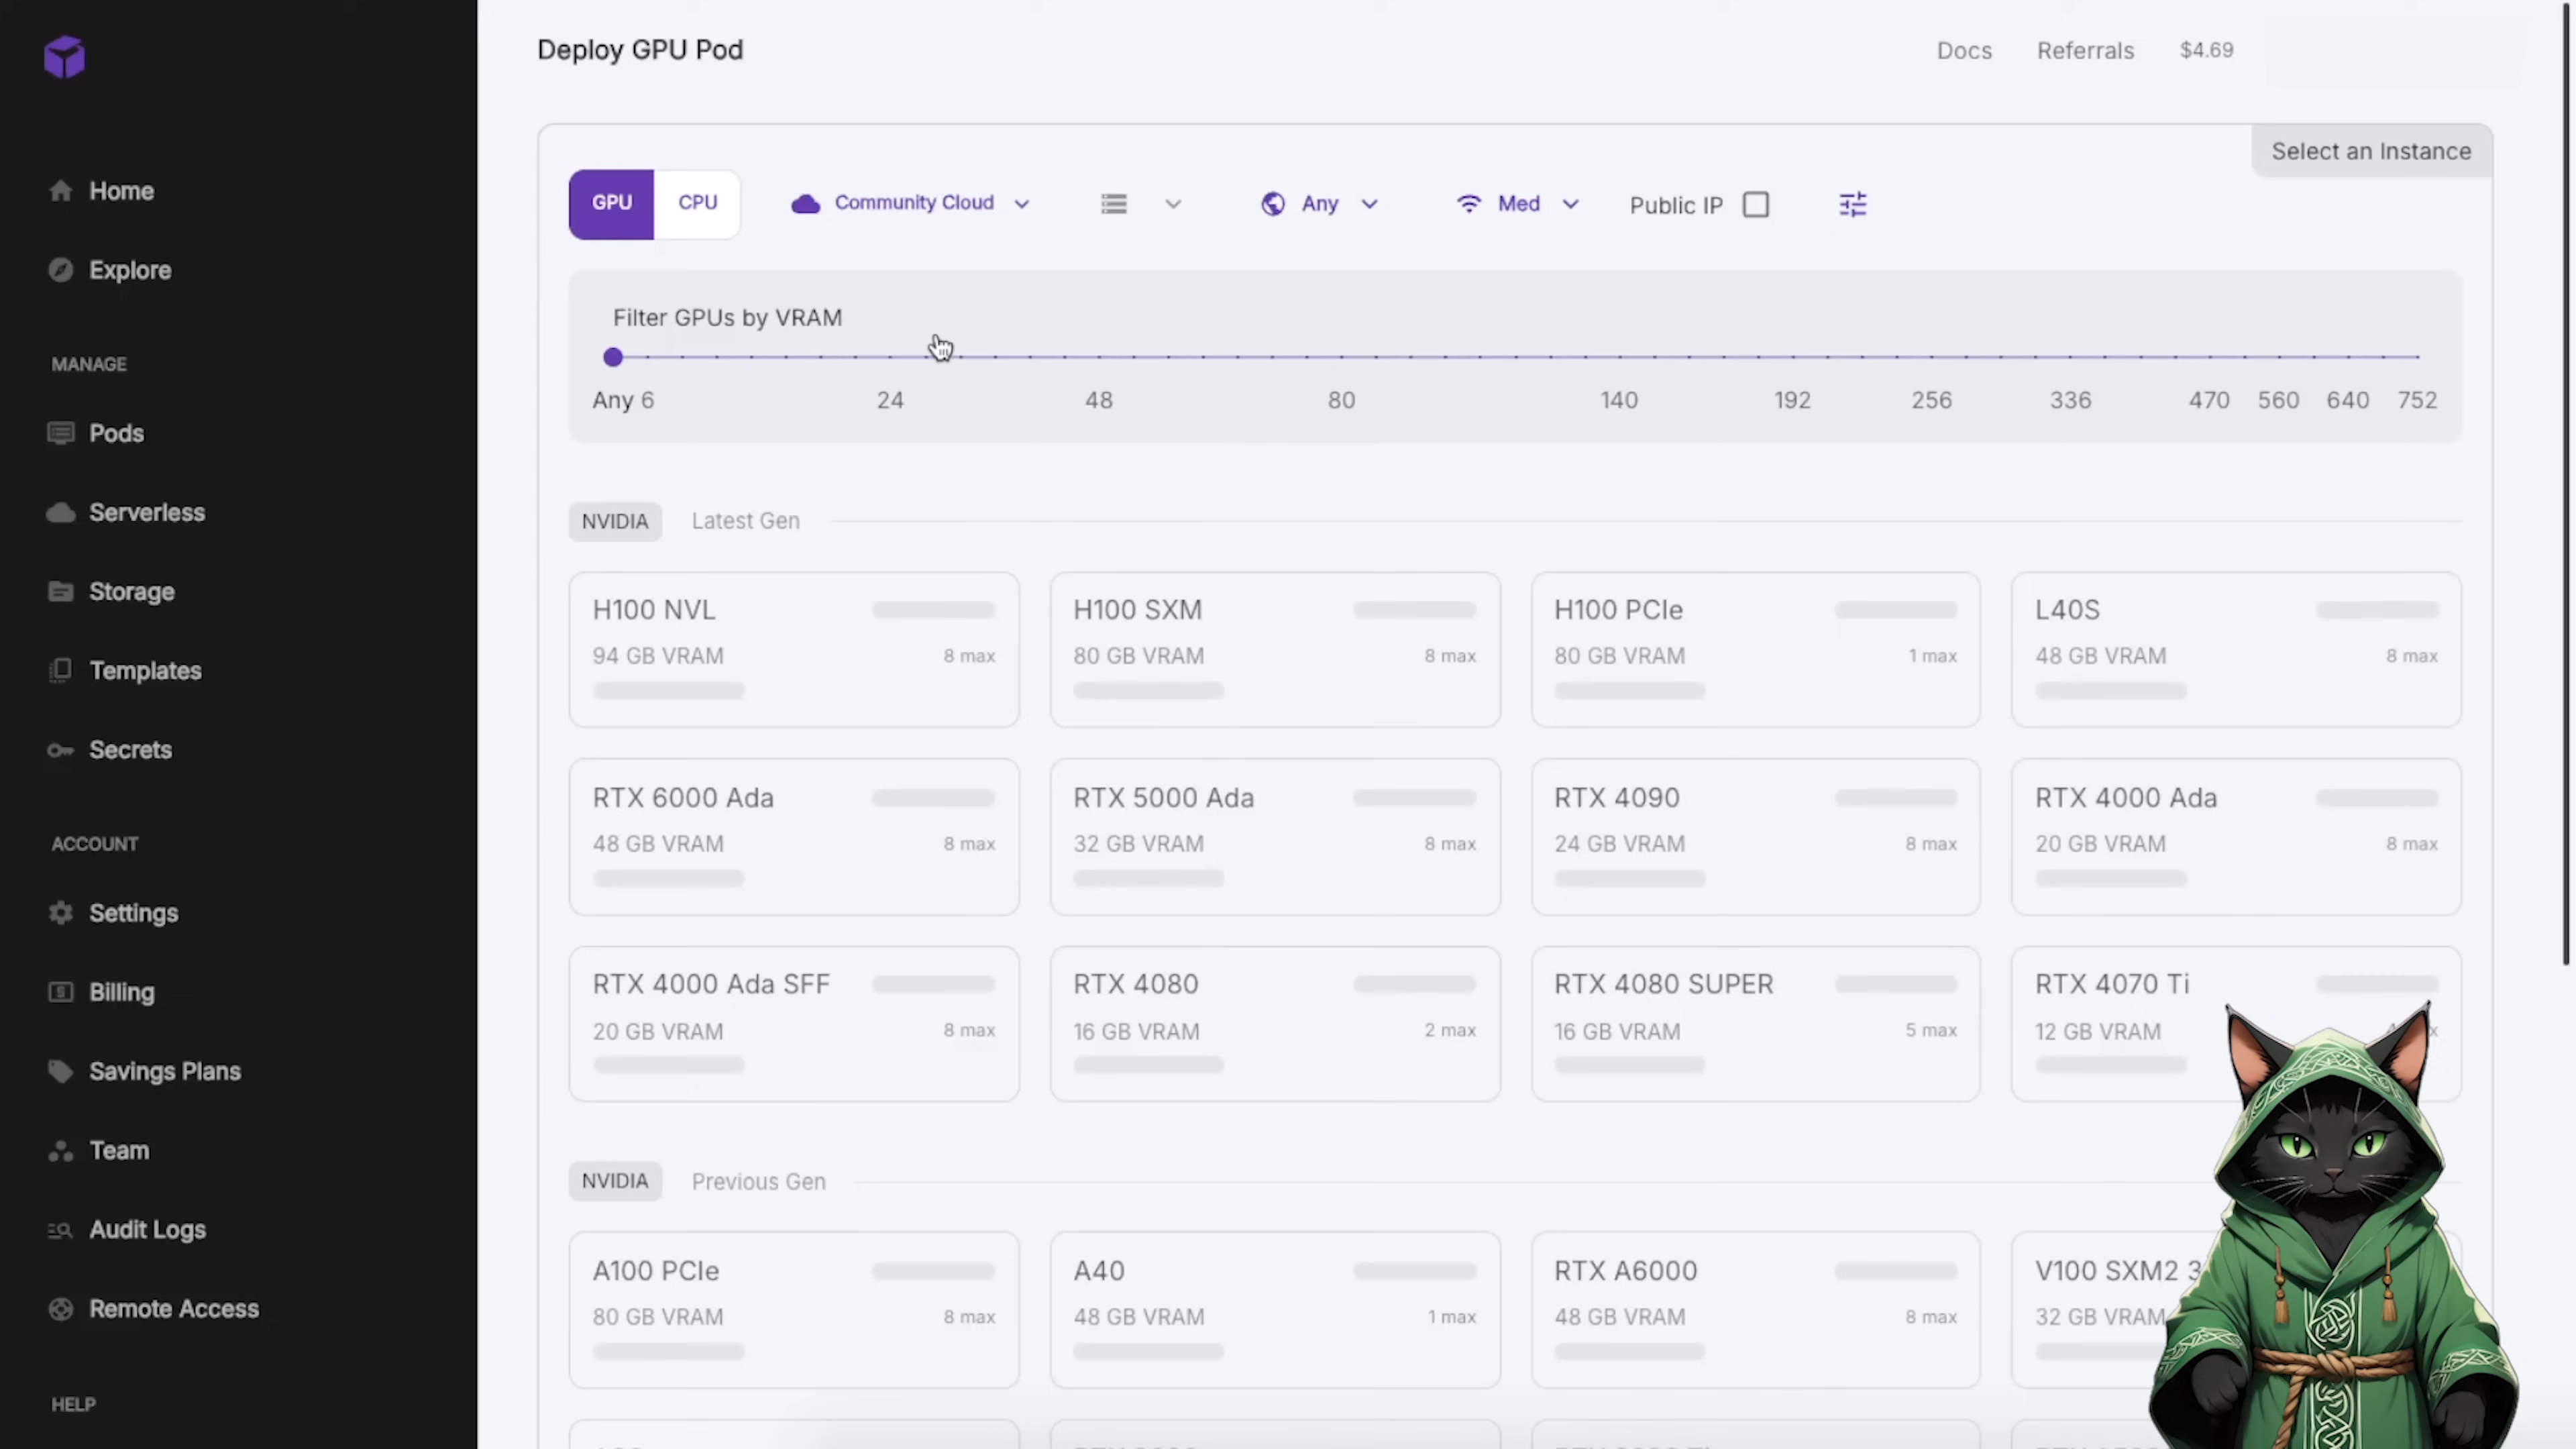 Deploy GPU Pod
Docs
Referrals
$4.69
Home
Explore
MANAGE
Pods
Serverless
Storage
Templates
Secrets
ACCOUNT
Settings
Billing
Savings Plans
Team
Audit Logs
Remote Access
HELP
Select an Instance
GPU
CPU
Community Cloud
Any
Med
Public IP
Filter GPUs by VRAM
Any 6 24 48 80 140 192 256 336 470 560 640 752
NVIDIA Latest Gen
H100 NVL
94 GB VRAM 8 max
H100 SXM
80 GB VRAM 8 max
H100 PCIe
80 GB VRAM 1 max
L40S
48 GB VRAM 8 max
RTX 6000 Ada
48 GB VRAM 8 max
RTX 5000 Ada
32 GB VRAM 8 max
RTX 4090
24 GB VRAM 8 max
RTX 4000 Ada
20 GB VRAM 8 max
RTX 4000 Ada SFF
20 GB VRAM 8 max
RTX 4080
16 GB VRAM 2 max
RTX 4080 SUPER
16 GB VRAM 5 max
RTX 4070 Ti
12 GB VRAM
NVIDIA Previous Gen
A100 PCIe
80 GB VRAM 8 max
A40
48 GB VRAM 1 max
RTX A6000
48 GB VRAM 8 max
V100 SXM2 3
32 GB VRAM